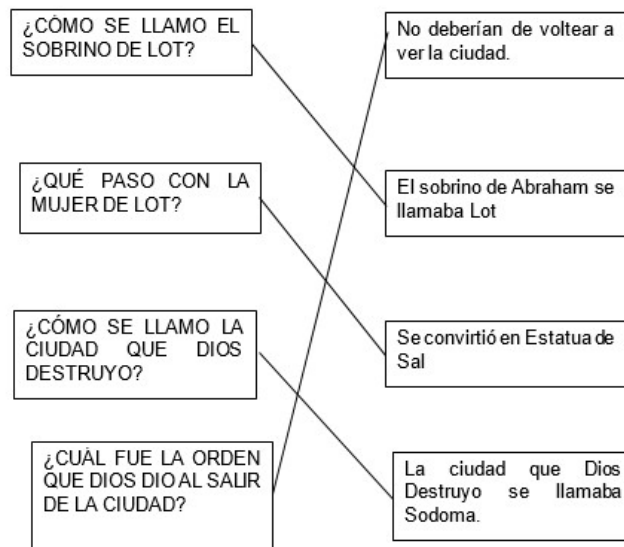 ¿CÓMO SE LLAMO EL
SOBRINO DE LOT?
No deberían de voltear a
ver la ciudad.
¿QUÉ PASO CON LA
MUJER DE LOT?
El sobrino de Abraham se
llamaba Lot
¿CÓMO SE LLAMO LA
CIUDAD QUE DIOS
DESTRUYO?
Se convirtió en Estatua de
Sal
¿CUÁL FUE LA ORDEN
QUE DIOS DIO AL SALIR
DE LA CIUDAD?
La ciudad que Dios
Destruyo se llamaba
Sodoma.